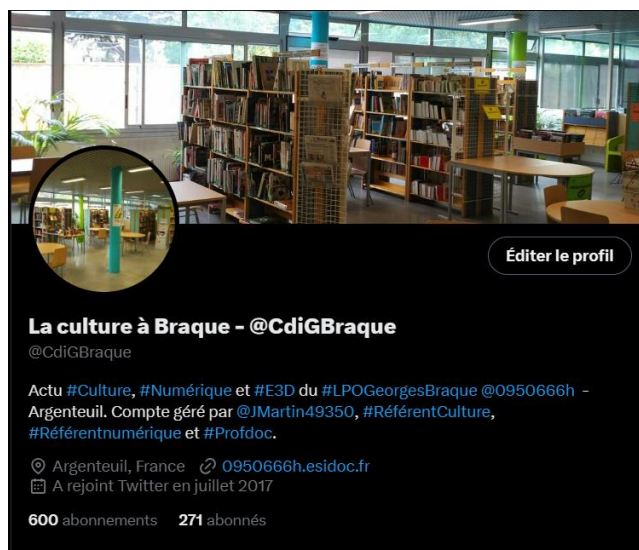 Éditer le profil
La culture à Braque - @CdiGBraque
@CdiGBraque
Actu #Culture, #Numérique et #E3D du #LPOGeorgesBraque @0950666h -
Argenteuil. Compte géré par @JMartin49350, #RéférentCulture,
#Référentnumérique et #Profdoc.
Argenteuil, France 0950666h.esidoc.fr
A rejoint Twitter en juillet 2017
600 abonnements 271 abonnés